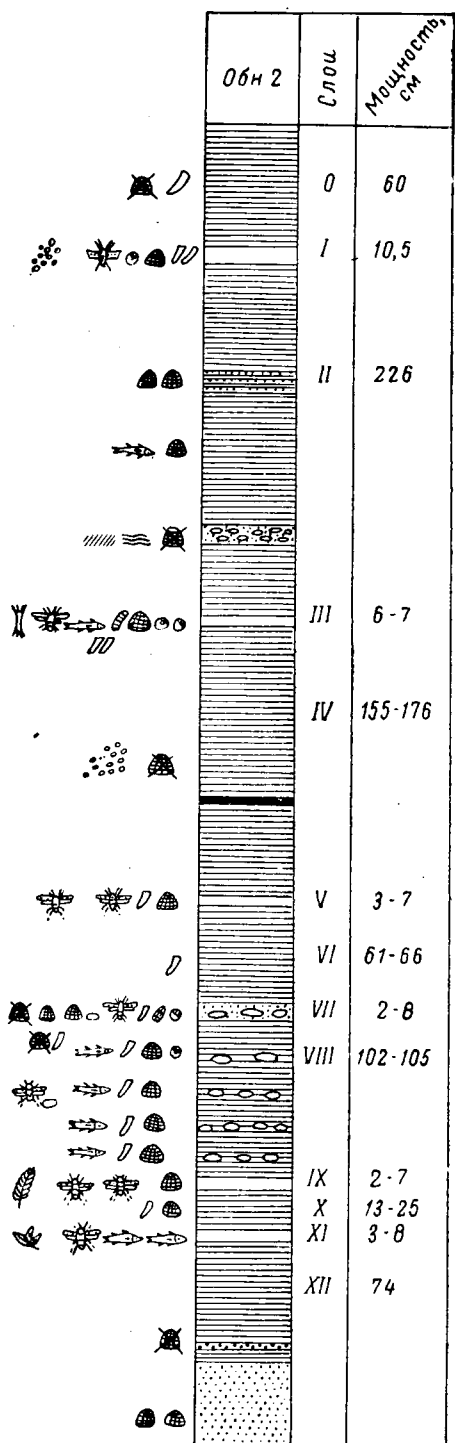 Обн 2 Слои Мощность, см
0 60
I 10,5
II 226
III 6-7
IV 155-176
V 3-7
VI 61-66
VII 2-8
VIII 102-105
IX 2-7
X 13-25
XI 3-8
XII 74